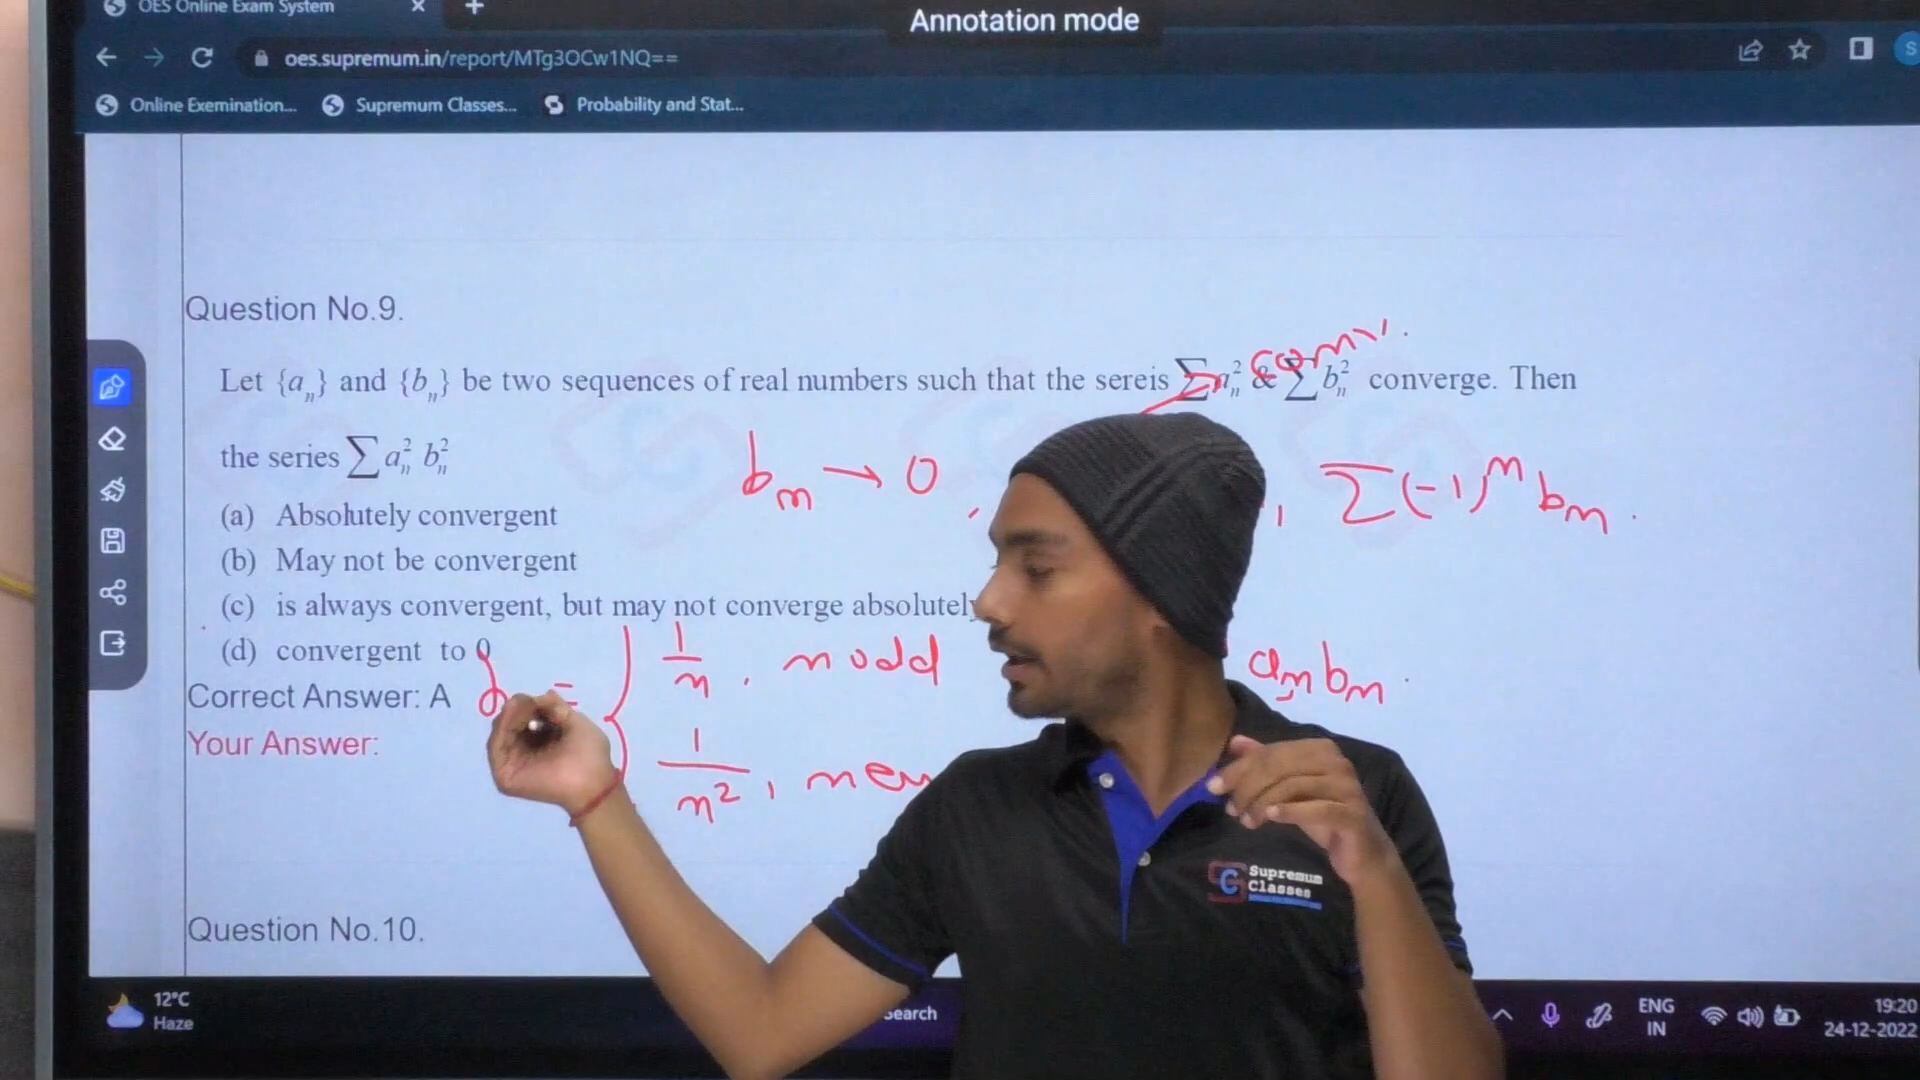 OES Online Exam System
Annotation mode
oes.supremum.in/report/MTg3OCw1NQ==
S
Online Exemination...
Supremum Classes...
Probability and Stat...
Question No.9.
Let {aₙ} and {bₙ} be two sequences of real numbers such that the sereis ∑ aₙ² & ∑ bₙ² converge. Then
conv.
the series ∑ aₙ² bₙ²
bₙ → 0 ,
, ∑(-1)ⁿ bₙ .
(a) Absolutely convergent
(b) May not be convergent
(c) is always convergent, but may not converge absolutely
(d) convergent to 0
Correct Answer: A
Your Answer:
= { 1/n , n odd
1/n² , n ev
aₙ bₙ .
Supremum
Classes
Question No.10.
12°C
Haze
Search
ENG
IN
19:20
24-12-2022